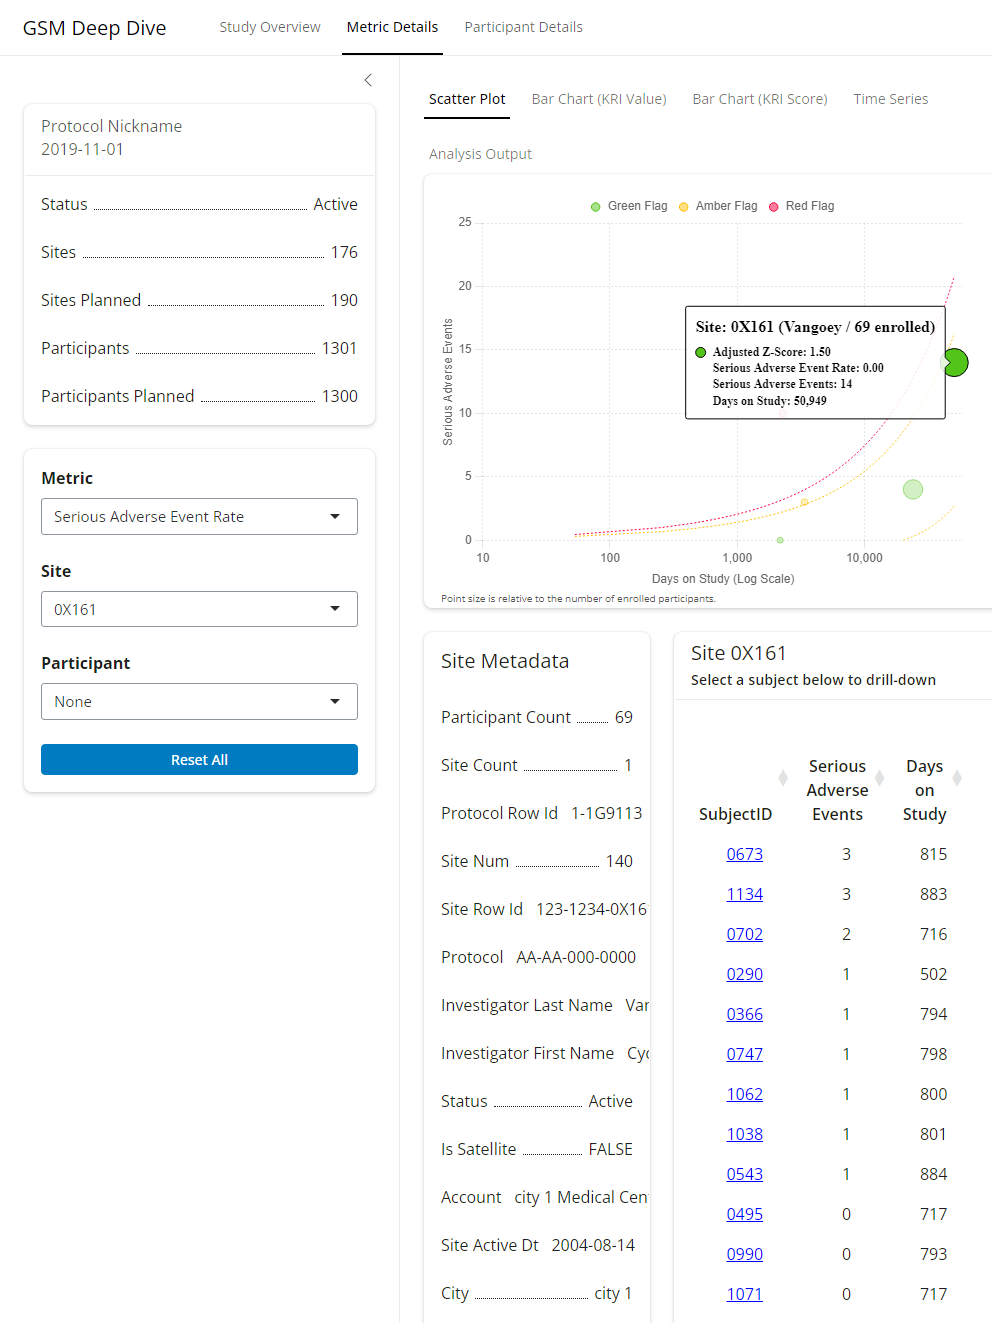 GSM Deep Dive
Study Overview
Metric Details
Participant Details
Protocol Nickname
2019-11-01
Status Active
Sites 176
Sites Planned 190
Participants 1301
Participants Planned 1300
Metric
Serious Adverse Event Rate
Site
0X161
Participant
None
Reset All
Scatter Plot
Bar Chart (KRI Value)
Bar Chart (KRI Score)
Time Series
Analysis Output
Green Flag
Amber Flag
Red Flag
25
20
15
10
5
0
Serious Adverse Events
Site: 0X161 (Vangoey / 69 enrolled)
Adjusted Z-Score: 1.50
Serious Adverse Event Rate: 0.00
Serious Adverse Events: 14
Days on Study: 50,949
10
100
1,000
10,000
Days on Study (Log Scale)
Point size is relative to the number of enrolled participants.
Site Metadata
Participant Count 69
Site Count 1
Protocol Row Id 1-1G9113
Site Num 140
Site Row Id 123-1234-0X16
Protocol AA-AA-000-0000
Investigator Last Name Var
Investigator First Name Cyc
Status Active
Is Satellite FALSE
Account city 1 Medical Cen
Site Active Dt 2004-08-14
City city 1
Site 0X161
Select a subject below to drill-down
SubjectID
Serious
Adverse
Events
Days
on
Study
0673 3 815
1134 3 883
0702 2 716
0290 1 502
0366 1 794
0747 1 798
1062 1 800
1038 1 801
0543 1 884
0495 0 717
0990 0 793
1071 0 717